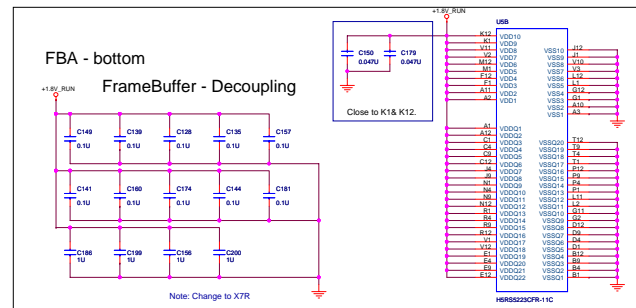 +1.8V_RUN
U5B
FBA - bottom
FrameBuffer - Decoupling
+1.8V_RUN
C150
0.047U
C179
0.047U
Close to K1& K12.
C149
0.1U
C139
0.1U
C128
0.1U
C135
0.1U
C157
0.1U
C141
0.1U
C160
0.1U
C174
0.1U
C144
0.1U
C181
0.1U
C186
1U
C199
1U
C156
1U
C200
1U
Note: Change to X7R
K12 VDD10 VSS10 J12
K1 VDD9 VSS9 J1
V11 VDD8 VSS8 V10
V2 VDD7 VSS7 V3
M12 VDD6 VSS6 L12
M1 VDD5 VSS5 L1
F12 VDD4 VSS4 G12
F1 VDD3 VSS3 G1
A11 VDD2 VSS2 A10
A2 VDD1 VSS1 A3
A1 VDDQ1
A12 VDDQ2
C1 VDDQ3 VSSQ20 T12
C4 VDDQ4 VSSQ19 T9
C9 VDDQ5 VSSQ18 T4
C12 VDDQ6 VSSQ17 T1
J4 VDDQ7 VSSQ16 P12
J9 VDDQ8 VSSQ15 P9
N1 VDDQ9 VSSQ14 P4
N4 VDDQ10 VSSQ13 P1
N9 VDDQ11 VSSQ12 L11
N12 VDDQ12 VSSQ11 L2
R1 VDDQ13 VSSQ10 G11
R4 VDDQ14 VSSQ9 G2
R9 VDDQ15 VSSQ8 D12
R12 VDDQ16 VSSQ7 D9
V1 VDDQ17 VSSQ6 D4
V12 VDDQ18 VSSQ5 D1
E1 VDDQ19 VSSQ4 B12
E4 VDDQ20 VSSQ3 B9
E9 VDDQ21 VSSQ2 B4
E12 VDDQ22 VSSQ1 B1
H5RS5223CFR-11C